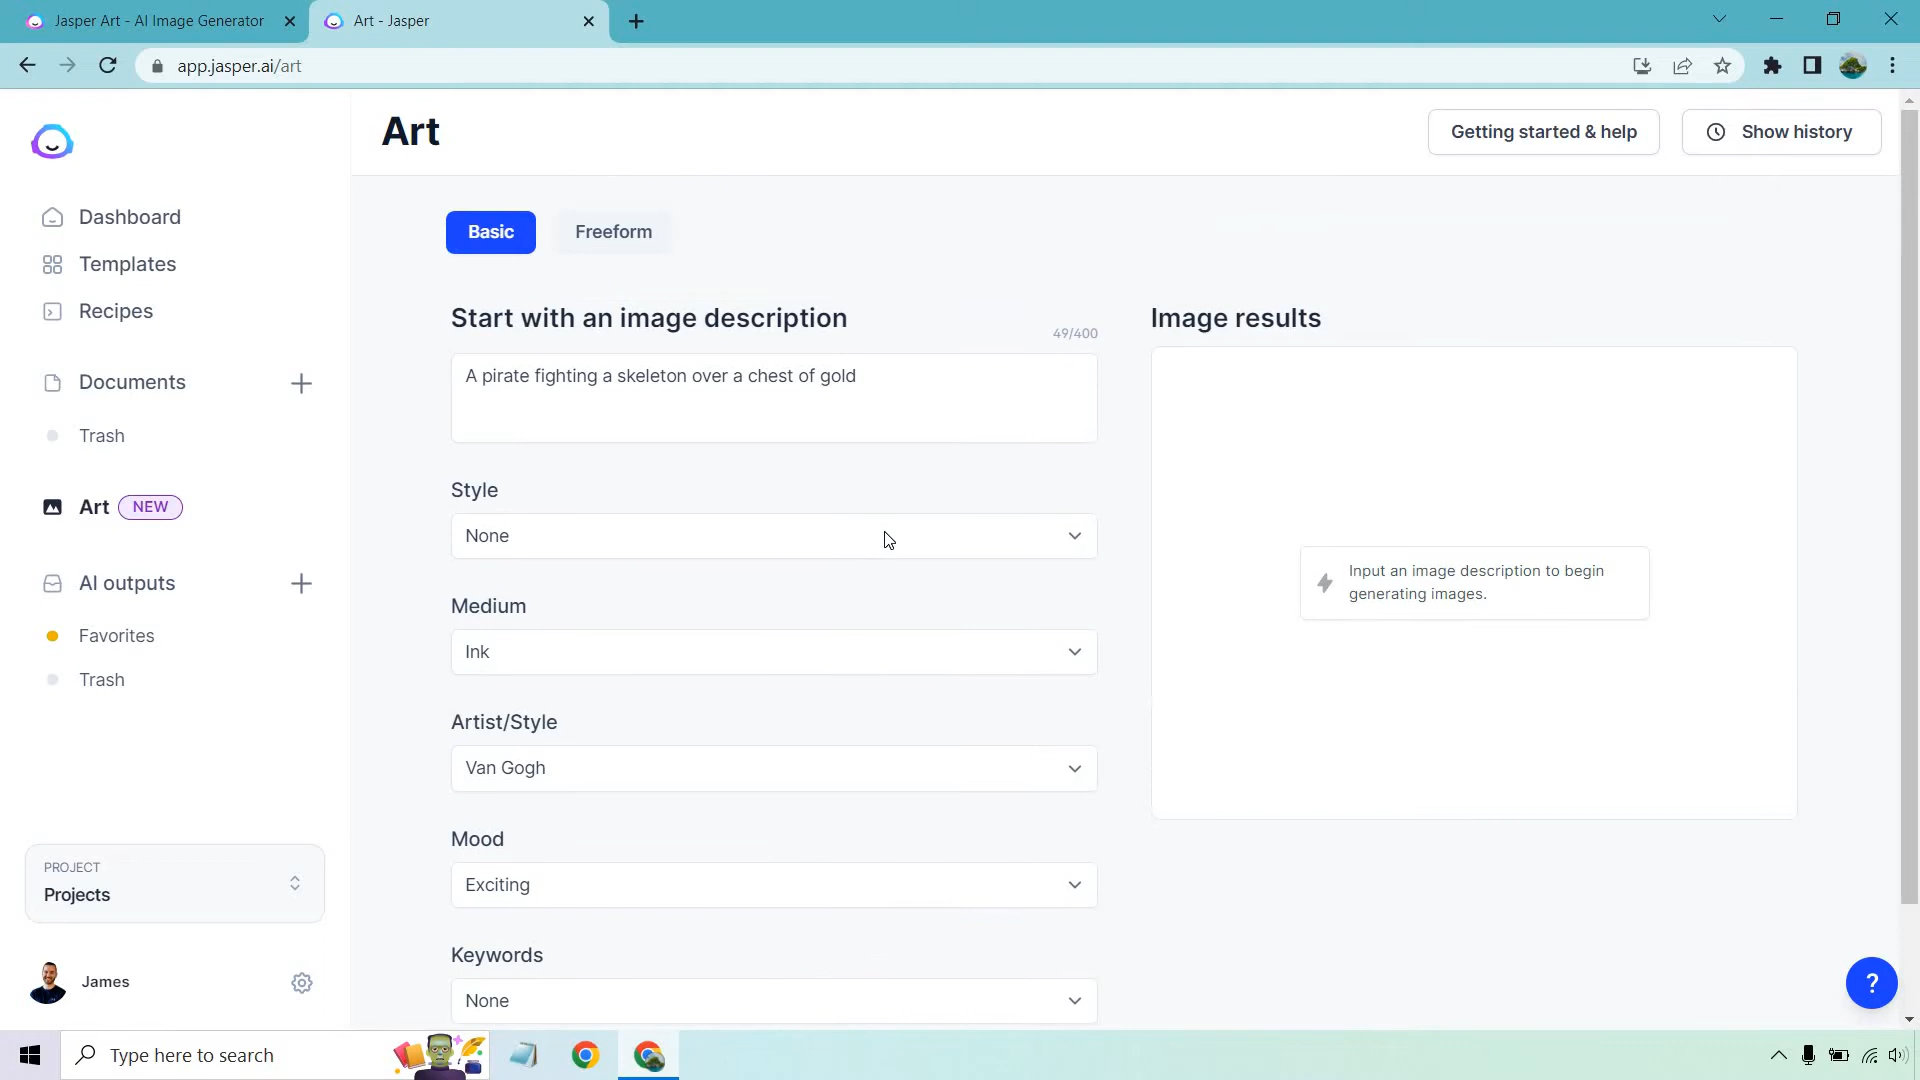 Jasper Art - AI Image Generator
Art - Jasper
app.jasper.ai/art
Art
Getting started & help
Show history
Dashboard
Templates
Recipes
Documents
Trash
Art NEW
AI outputs
Favorites
Trash
PROJECT
Projects
James
Basic
Freeform
Start with an image description
49/400
A pirate fighting a skeleton over a chest of gold
Style
None
Medium
Ink
Artist/Style
Van Gogh
Mood
Exciting
Keywords
None
Image results
Input an image description to begin
generating images.
?
Type here to search